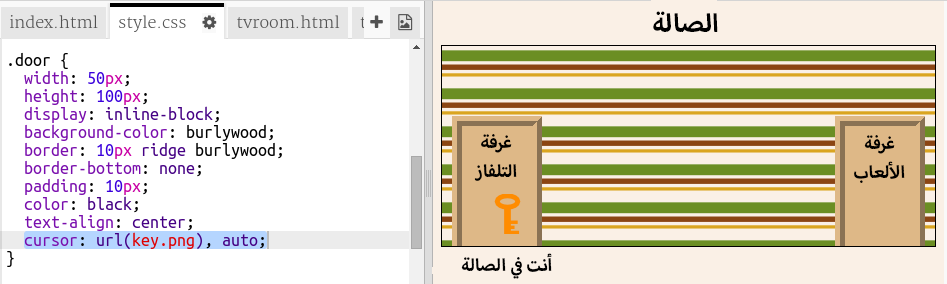 index.html
style.css
tvroom.html
t
.door {
width: 50px;
height: 100px;
display: inline-block;
background-color: burlywood;
border: 10px ridge burlywood;
border-bottom: none;
padding: 10px;
color: black;
text-align: center;
cursor: url(key.png), auto;
}
الصالة
غرفة
التلفاز
غرفة
الألعاب
أنت في الصالة